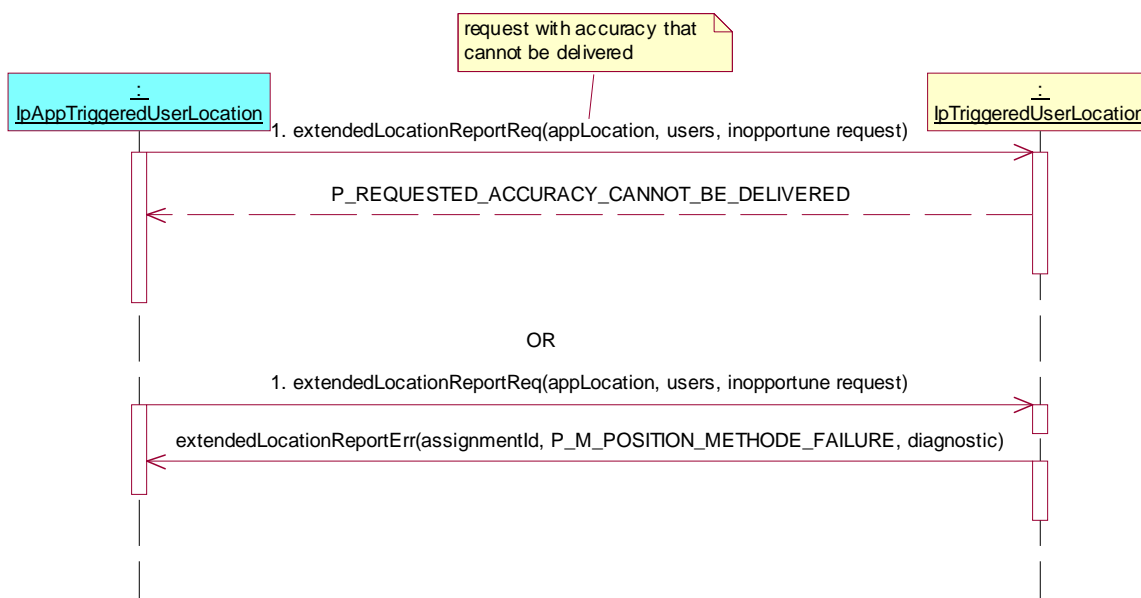 request with accuracy that
cannot be delivered
:
IpAppTriggeredUserLocation
:
IpTriggeredUserLocation
1. extendedLocationReportReq(appLocation, users, inopportune request)
P_REQUESTED_ACCURACY_CANNOT_BE_DELIVERED
OR
1. extendedLocationReportReq(appLocation, users, inopportune request)
extendedLocationReportErr(assignmentId, P_M_POSITION_METHODE_FAILURE, diagnostic)